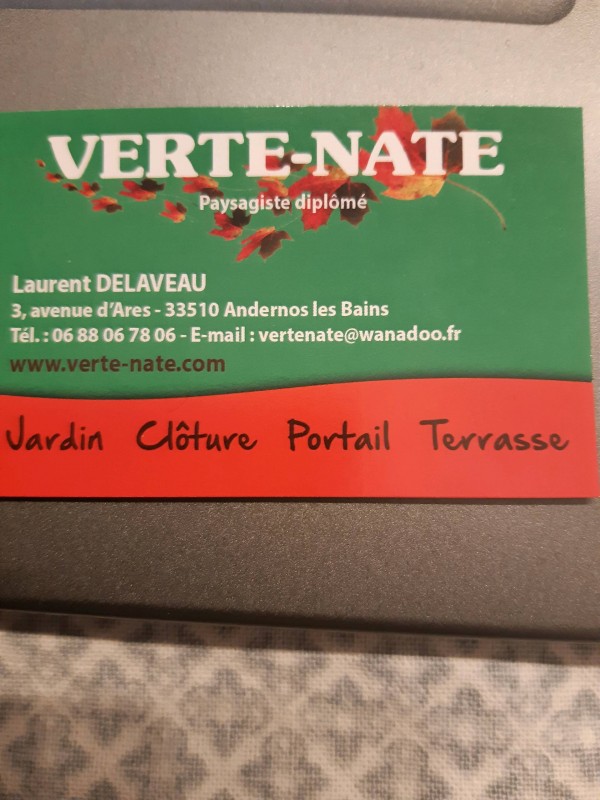 VERTE-NATE
Paysagiste diplômé
Laurent DELAVEAU
3, avenue d'Ares - 33510 Andernos les Bains
Tél. : 06 88 06 78 06 - E-mail : vertenate@wanadoo.fr
www.verte-nate.com
Jardin Clôture Portail Terrasse